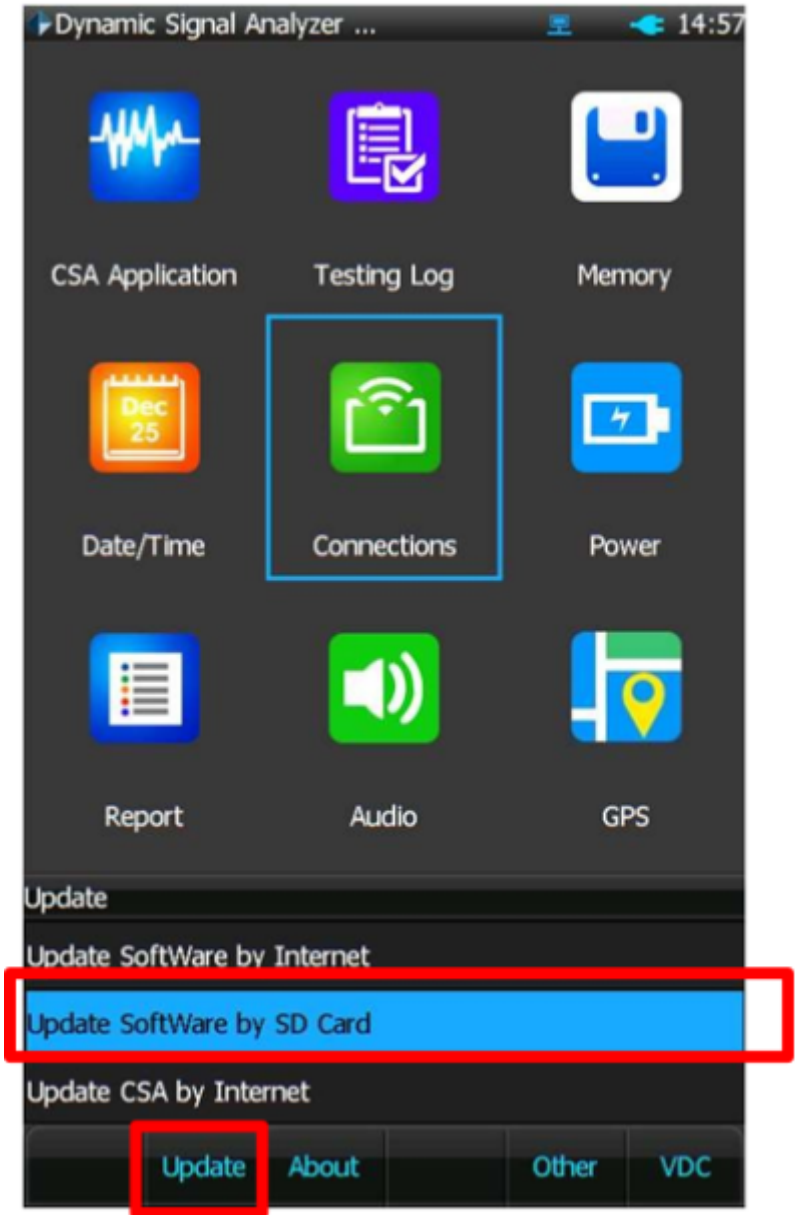 Dynamic Signal Analyzer ... 14:57
CSA Application Testing Log Memory
Dec
25
Date/Time Connections Power
Report Audio GPS
Update
Update SoftWare by Internet
Update SoftWare by SD Card
Update CSA by Internet
Update About Other VDC